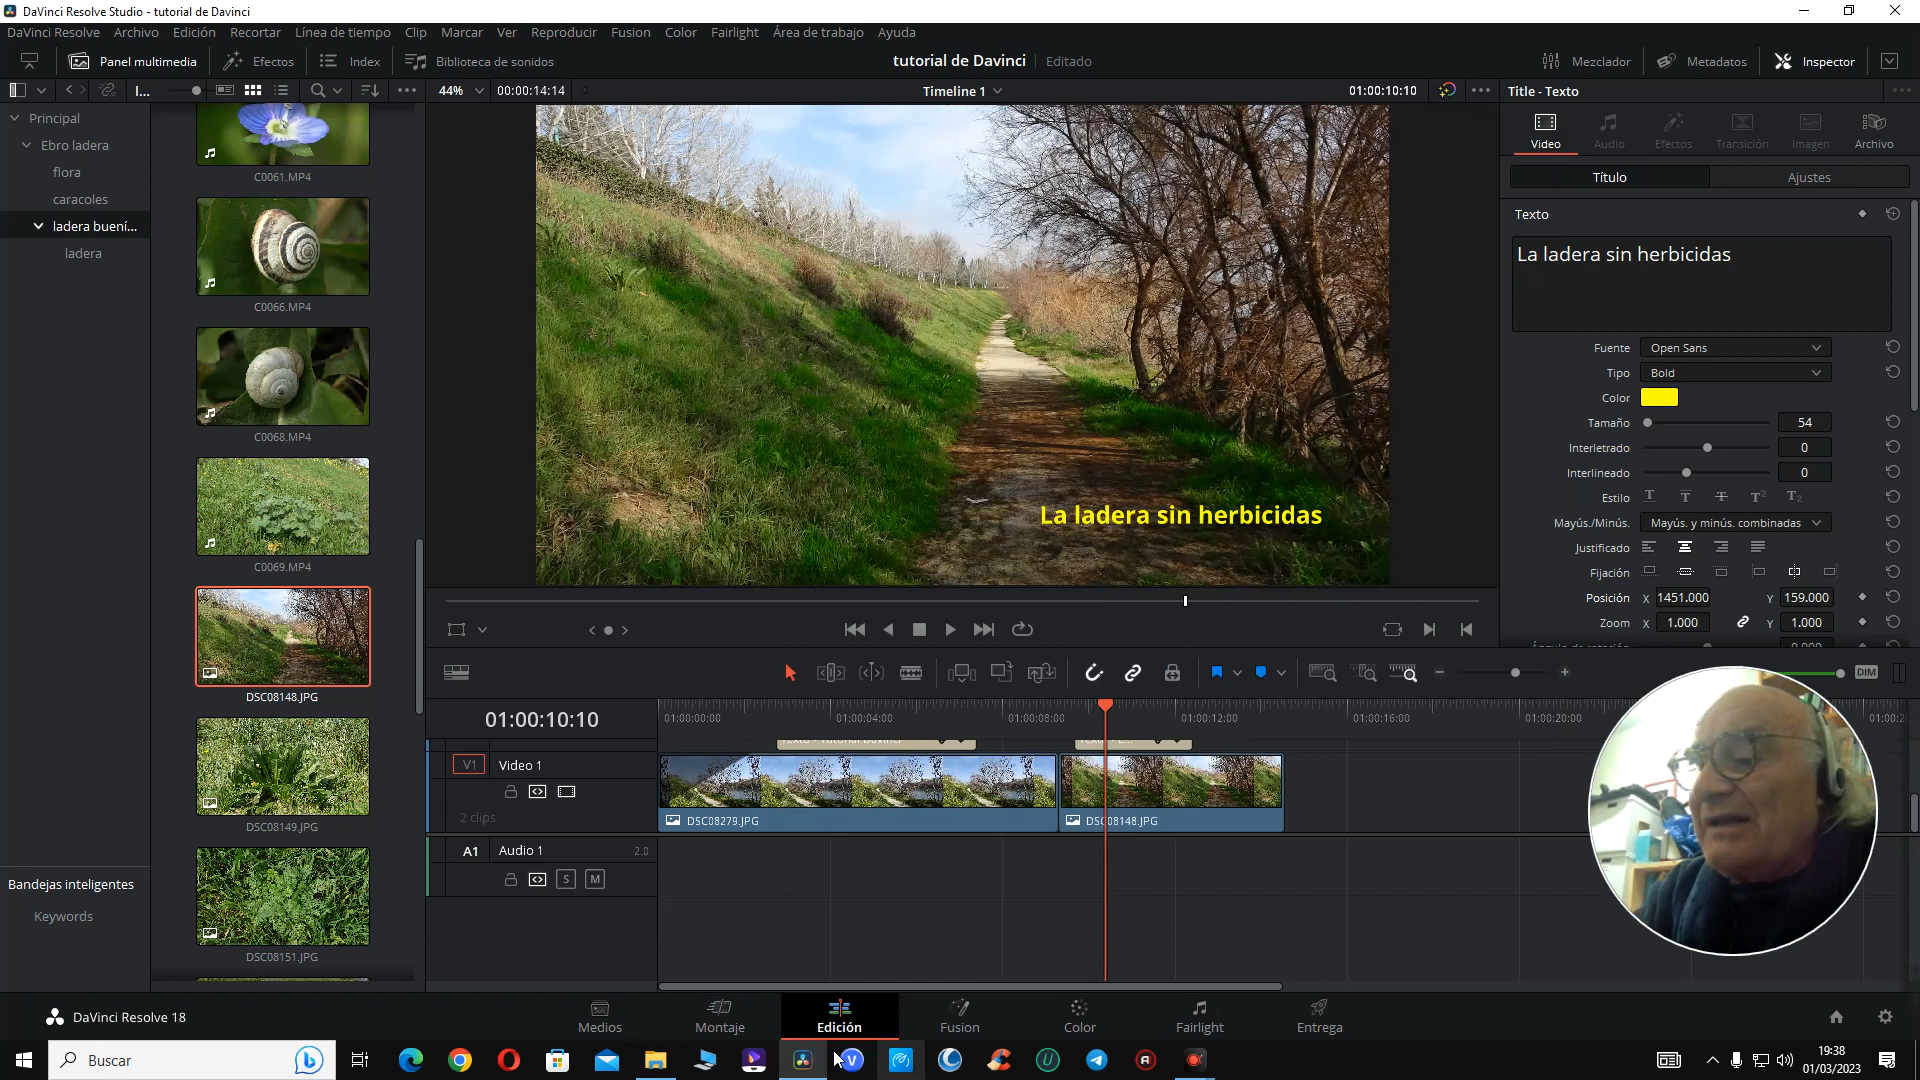 DaVinci Resolve Studio - tutorial de Davinci
DaVinci Resolve Archivo Edición Recortar Línea de tiempo Clip Marcar Ver Reproducir Fusion Color Fairlight Área de trabajo Ayuda
Panel multimedia Efectos Index Biblioteca de sonidos tutorial de Davinci Editado Mezclador Metadatos Inspector
I... 44% 00:00:14:14 Timeline 1 01:00:10:10 Title - Texto
Principal
Ebro ladera
flora
caracoles
ladera buení...
ladera
Bandejas inteligentes
Keywords
C0061.MP4
C0066.MP4
C0068.MP4
C0069.MP4
DSC08148.JPG
DSC08149.JPG
DSC08151.JPG
La ladera sin herbicidas
Video Audio Efectos Transición Imagen Archivo
Título Ajustes
Texto
La ladera sin herbicidas
Fuente Open Sans
Tipo Bold
Color
Tamaño 54
Interletrado 0
Interlineado 0
Estilo T T T T² T₂
Mayús./Minús. Mayús. y minús. combinadas
Justificado
Fijación
Posición X 1451.000 Y 159.000
Zoom X 1.000 Y 1.000
DIM
01:00:10:10
01:00:00:00 01:00:04:00 01:00:08:00 01:00:12:00 01:00:16:00 01:00:20:00
V1 Video 1
2 clips
DSC08279.JPG DSC08148.JPG
A1 Audio 1 2.0
S M
DaVinci Resolve 18
Medios Montaje Edición Fusion Color Fairlight Entrega
Buscar
19:38
01/03/2023